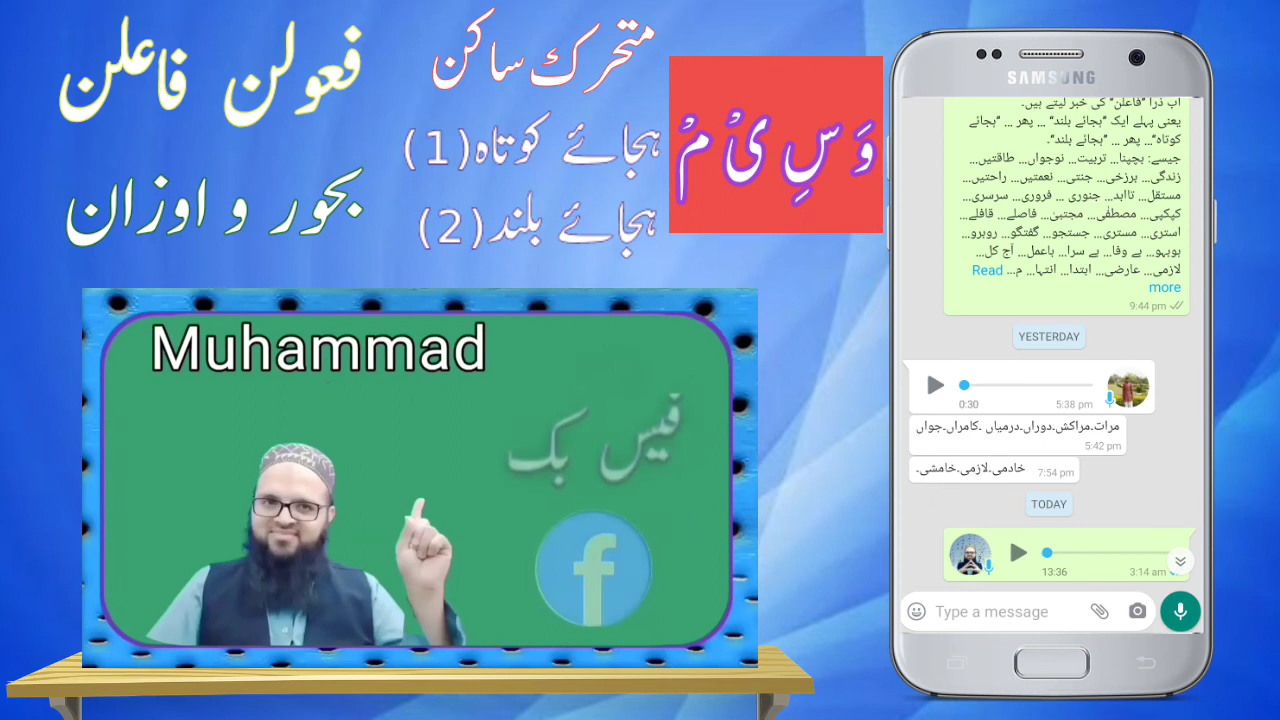 فعولن فاعلن
بحور و اوزان
متحرک ساکن
ہجائے کوتاہ(1)
ہجائے بلند(2)
وَ سِ یْ مْ
Muhammad
فیس بک
f
SAMSUNG
اب ذرا ”فاعلن“ کی خبر لیتے ہیں۔
یعنی پہلے ایک ”ہجائے بلند“ ... پھر ... ”ہجائے
کوتاہ“... پھر ... ”ہجائے بلند“۔
جیسے: بچپنا... تربیت... نوجواں... طاقتیں...
زندگی... برزخی... جنتی... نعمتیں... راحتیں...
مستقل... تاابد... جنوری ... فروری... سرسری...
کپکپی... مصطفٰی... مجتبیٰ... فاصلے... قافلے...
استری... مستری... جستجو... گفتگو... روبرو...
ہوبہو... بے وفا... بے سرا... باعمل... آج کل...
لازمی... عارضی... ابتدا... انتہا... م... Read
more
9:44 pm
YESTERDAY
0:30 5:38 pm
مرات۔مراکش۔دوراں۔درمیاں ۔کامراں۔جواں
5:42 pm
خادمی۔لازمی۔خامشی۔ 7:54 pm
TODAY
13:36 3:14 am
Type a message